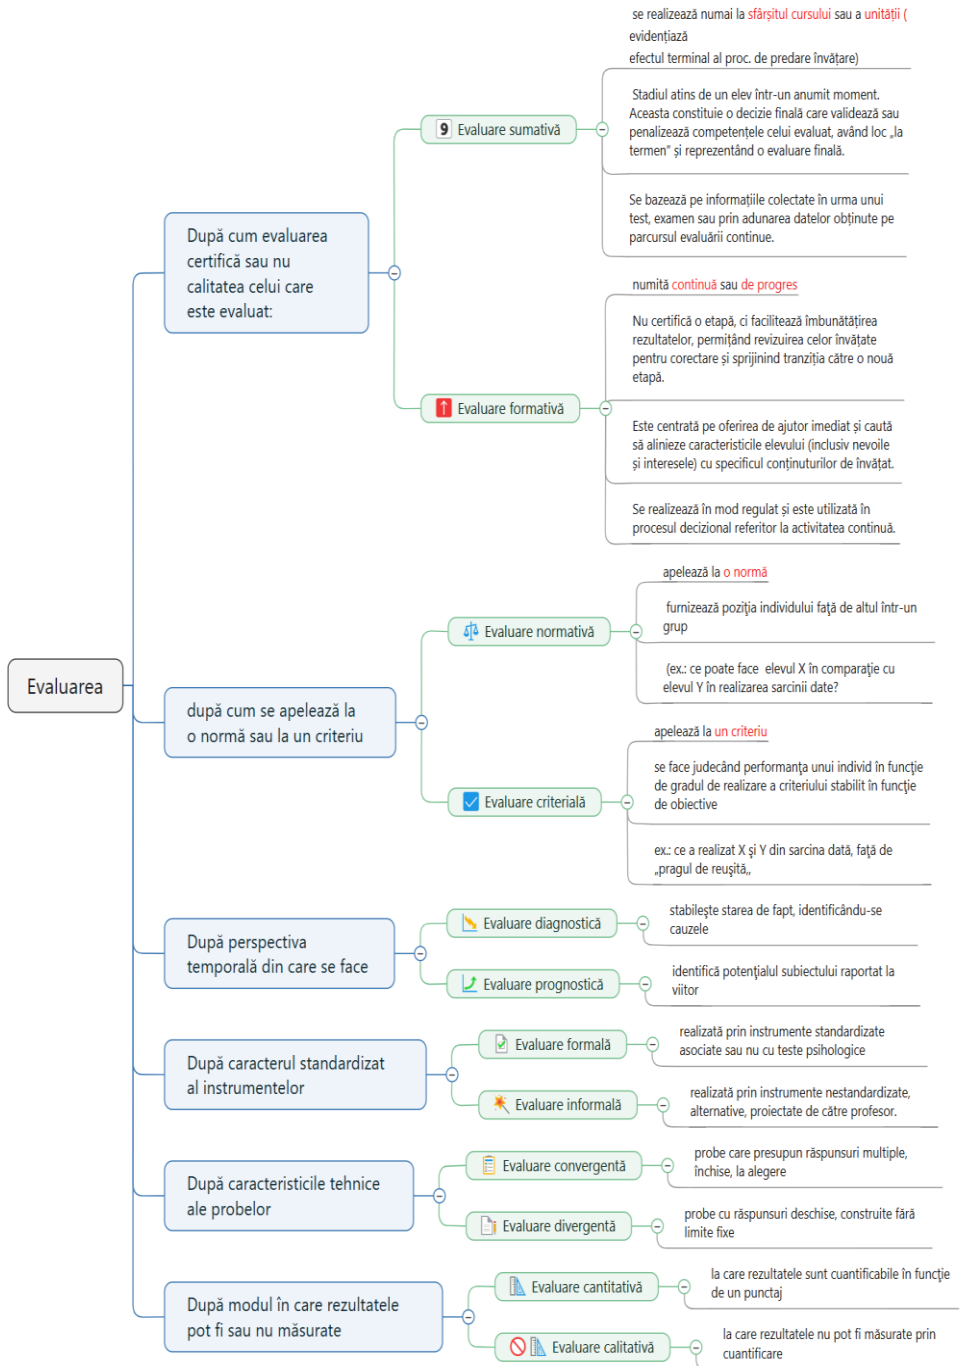 Evaluarea
După cum evaluarea
certifică sau nu
calitatea celui care
este evaluat:
9 Evaluare sumativă
se realizează numai la sfârșitul cursului sau a unității (
evidențiază
efectul terminal al proc. de predare învățare)
Stadiul atins de un elev într-un anumit moment.
Aceasta constituie o decizie finală care validează sau
penalizează competențele celui evaluat, având loc „la
termen" și reprezentând o evaluare finală.
Se bazează pe informațiile colectate în urma unui
test, examen sau prin adunarea datelor obținute pe
parcursul evaluării continue.
Evaluare formativă
numită continuă sau de progres
Nu certifică o etapă, ci facilitează îmbunătățirea
rezultatelor, permițând revizuirea celor învățate
pentru corectare și sprijinind tranziția către o nouă
etapă.
Este centrată pe oferirea de ajutor imediat și caută
să alinieze caracteristicile elevului (inclusiv nevoile
și interesele) cu specificul conținuturilor de învățat.
Se realizează în mod regulat și este utilizată în
procesul decizional referitor la activitatea continuă.
după cum se apelează la
o normă sau la un criteriu
Evaluare normativă
apelează la o normă
furnizează poziţia individului faţă de altul într-un
grup
(ex.: ce poate face elevul X în comparaţie cu
elevul Y în realizarea sarcinii date?
Evaluare criterială
apelează la un criteriu
se face judecând performanţa unui individ în funcţie
de gradul de realizare a criteriului stabilit în funcţie
de obiective
ex.: ce a realizat X şi Y din sarcina dată, faţă de
„pragul de reuşită„
După perspectiva
temporală din care se face
Evaluare diagnostică
stabileşte starea de fapt, identificându-se
cauzele
Evaluare prognostică
identifică potenţialul subiectului raportat la
viitor
După caracterul standardizat
al instrumentelor
Evaluare formală
realizată prin instrumente standardizate
asociate sau nu cu teste psihologice
Evaluare informală
realizată prin instrumente nestandardizate,
alternative, proiectate de către profesor.
După caracteristicile tehnice
ale probelor
Evaluare convergentă
probe care presupun răspunsuri multiple,
închise, la alegere
Evaluare divergentă
probe cu răspunsuri deschise, construite fără
limite fixe
După modul în care rezultatele
pot fi sau nu măsurate
Evaluare cantitativă
la care rezultatele sunt cuantificabile în funcţie
de un punctaj
Evaluare calitativă
la care rezultatele nu pot fi măsurate prin
cuantificare